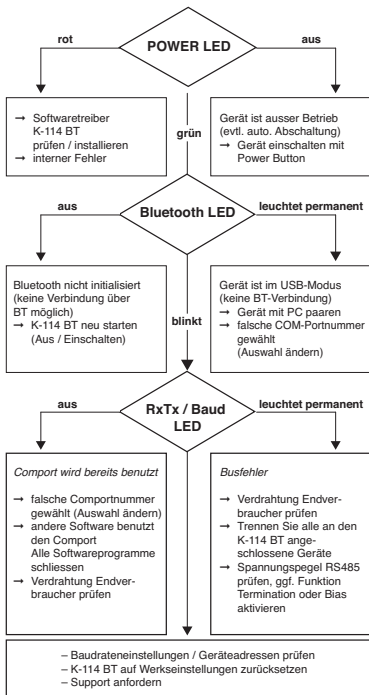 POWER LED
rot
aus
→ Softwaretreiber
K-114 BT
prüfen / installieren
→ interner Fehler
grün
Gerät ist ausser Betrieb
(evtl. auto. Abschaltung)
→ Gerät einschalten mit
Power Button
Bluetooth LED
aus
leuchtet permanent
Bluetooth nicht initialisiert
(keine Verbindung über
BT möglich)
→ K-114 BT neu starten
(Aus / Einschalten)
blinkt
Gerät ist im USB-Modus
(keine BT-Verbindung)
→ Gerät mit PC paaren
→ falsche COM-Portnummer
gewählt
(Auswahl ändern)
RxTx / Baud
LED
aus
leuchtet permanent
Comport wird bereits benutzt
→ falsche Comportnummer
gewählt (Auswahl ändern)
→ andere Software benutzt
den Comport
Alle Softwareprogramme
schliessen
→ Verdrahtung Endver-
braucher prüfen
Busfehler
→ Verdrahtung Endver-
braucher prüfen
→ Trennen Sie alle an den
K-114 BT ange-
schlossene Geräte
→ Spannungspegel RS485
prüfen, ggf. Funktion
Termination oder Bias
aktivieren
– Baudrateneinstellungen / Geräteadressen prüfen
– K-114 BT auf Werkseinstellungen zurücksetzen
– Support anfordern